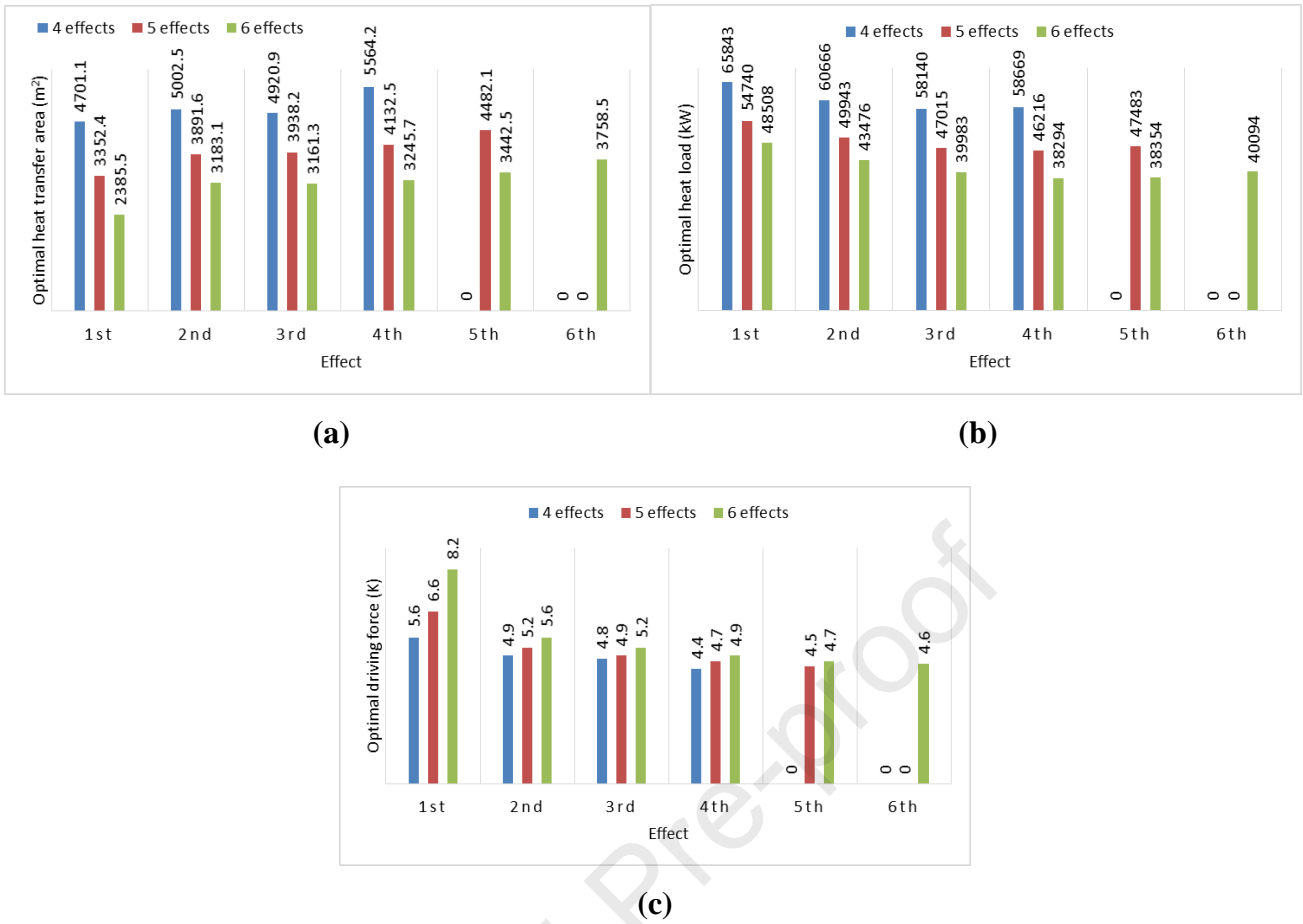 4 effects 5 effects 6 effects
Optimal heat transfer area (m²)
4701.1 3352.4 2385.5 5002.5 3891.6 3183.1 4920.9 3938.2 3161.3 5564.2 4132.5 3245.7 0 4482.1 3442.5 0 0 3758.5
1st 2nd 3rd 4th 5th 6th
Effect
(a)
4 effects 5 effects 6 effects
Optimal heat load (kW)
65843 54740 48508 60666 49943 43476 58140 47015 39983 58669 46216 38294 0 47483 38354 0 0 40094
1st 2nd 3rd 4th 5th 6th
Effect
(b)
4 effects 5 effects 6 effects
Optimal driving force (K)
5.6 6.6 8.2 4.9 5.2 5.6 4.8 4.9 5.2 4.4 4.7 4.9 0 4.5 4.7 0 0 4.6
1st 2nd 3rd 4th 5th 6th
Effect
(c)
Pre-proof